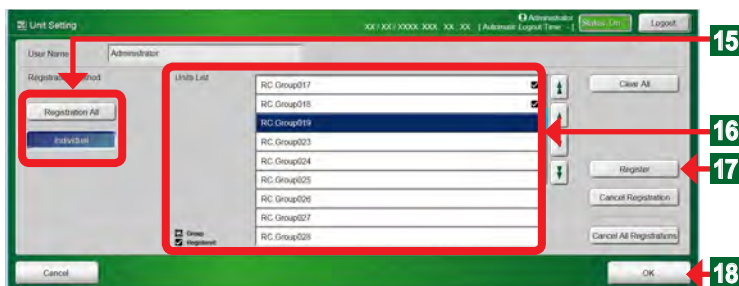 Unit Setting
XX / XX / XXXX XXX XX : XX [ Automatic Logout Time : - ]
Administrator
Status: On
Logout
15
User Name
Administrator
Registration Method
Units List
RC Group017
Clear All
Registration All
RC Group018
Individual
RC Group019
16
RC Group023
RC Group024
Register
17
RC Group025
RC Group026
Cancel Registration
RC Group027
Group
Registered
RC Group028
Cancel All Registrations
Cancel
OK
18